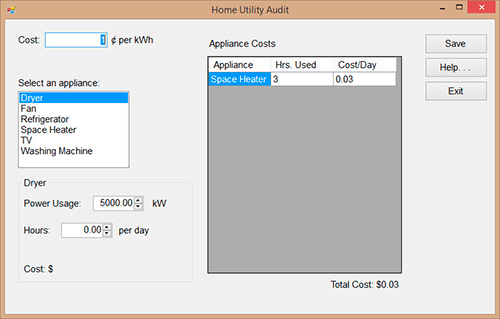 Home Utility Audit
Cost: 1 ¢ per kWh
Select an appliance:
Dryer
Fan
Refrigerator
Space Heater
TV
Washing Machine
Dryer
Power Usage: 5000.00 kW
Hours: 0.00 per day
Cost: $
Appliance Costs
Appliance Hrs. Used Cost/Day
Space Heater 3 0.03
Total Cost: $0.03
Save
Help. . .
Exit